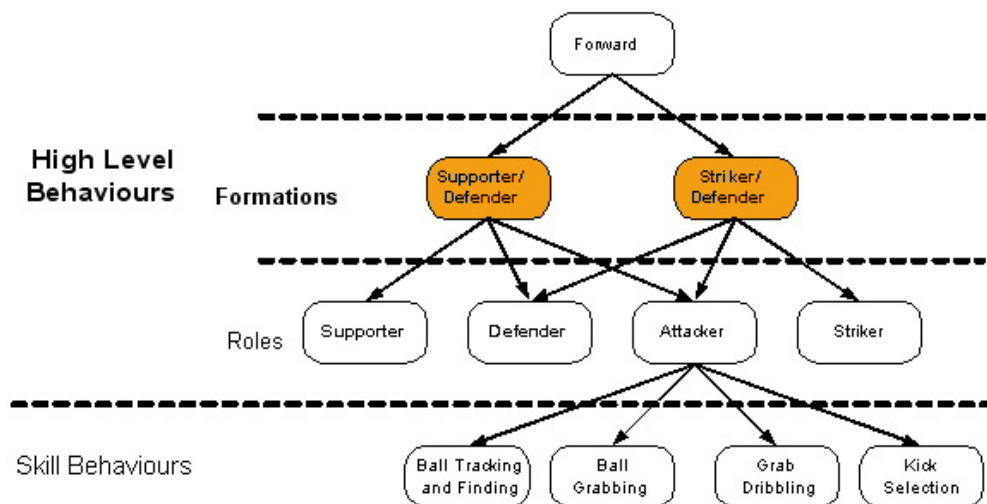 Forward
High Level
Behaviours
Formations
Supporter/
Defender
Striker/
Defender
Roles
Supporter
Defender
Attacker
Striker
Skill Behaviours
Ball Tracking
and Finding
Ball
Grabbing
Grab
Dribbling
Kick
Selection